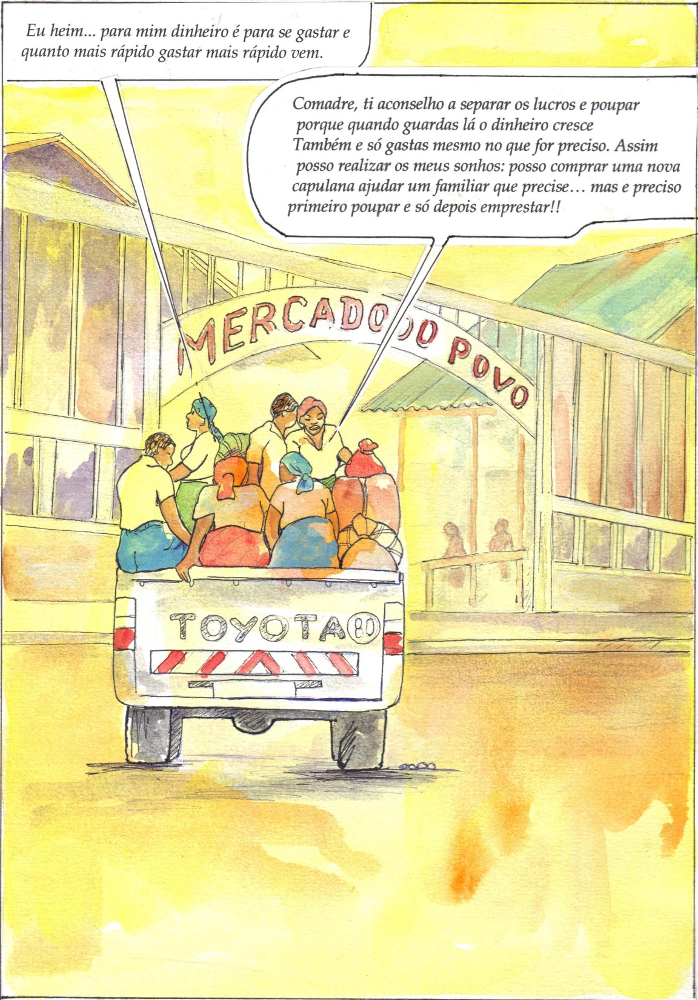 Eu heim... para mim dinheiro é para se gastar e
quanto mais rápido gastar mais rápido vem.
Comadre, ti aconselho a separar os lucros e poupar
porque quando guardas lá o dinheiro cresce
Também e só gastas mesmo no que for preciso. Assim
posso realizar os meus sonhos: posso comprar uma nova
capulana ajudar um familiar que precise... mas e preciso
primeiro poupar e só depois emprestar!!
MERCADO DO POVO
TOYOTA 80